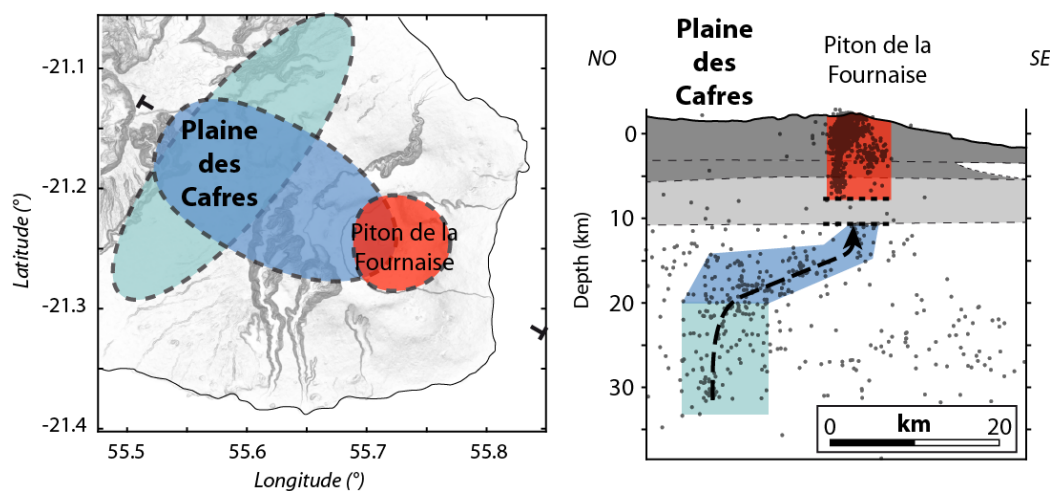 -21.1
-21.2
-21.3
-21.4
Latitude (°)
Plaine
des
Cafres
Piton de la
Fournaise
55.5
55.6
55.7
55.8
Longitude (°)
NO
Plaine
des
Cafres
Piton de la
Fournaise
SE
0
10
20
30
Depth (km)
km
0
20